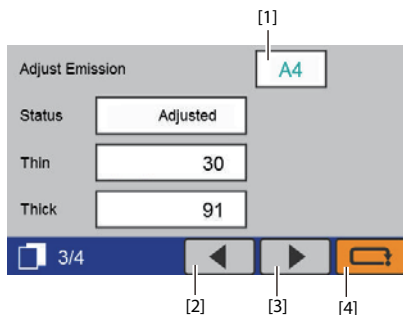 [1]
Adjust Emission A4
Status Adjusted
Thin 30
Thick 91
3/4
[2] [3] [4]